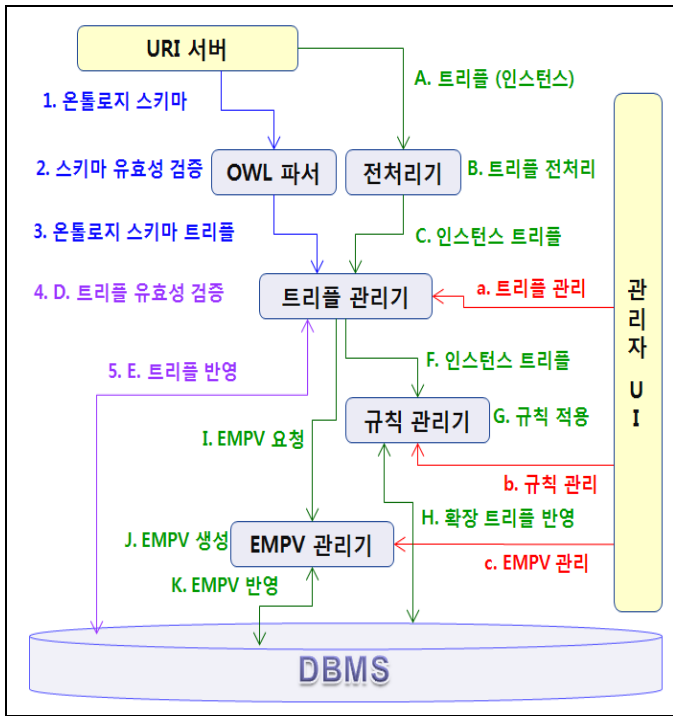 URI 서버
A. 트리플 (인스턴스)
1. 온톨로지 스키마
2. 스키마 유효성 검증
OWL 파서
전처리기
B. 트리플 전처리
3. 온톨로지 스키마 트리플
C. 인스턴스 트리플
4. D. 트리플 유효성 검증
트리플 관리기
a. 트리플 관리
관리자 UI
5. E. 트리플 반영
F. 인스턴스 트리플
규칙 관리기
G. 규칙 적용
I. EMPV 요청
b. 규칙 관리
H. 확장 트리플 반영
J. EMPV 생성
EMPV 관리기
c. EMPV 관리
K. EMPV 반영
DBMS